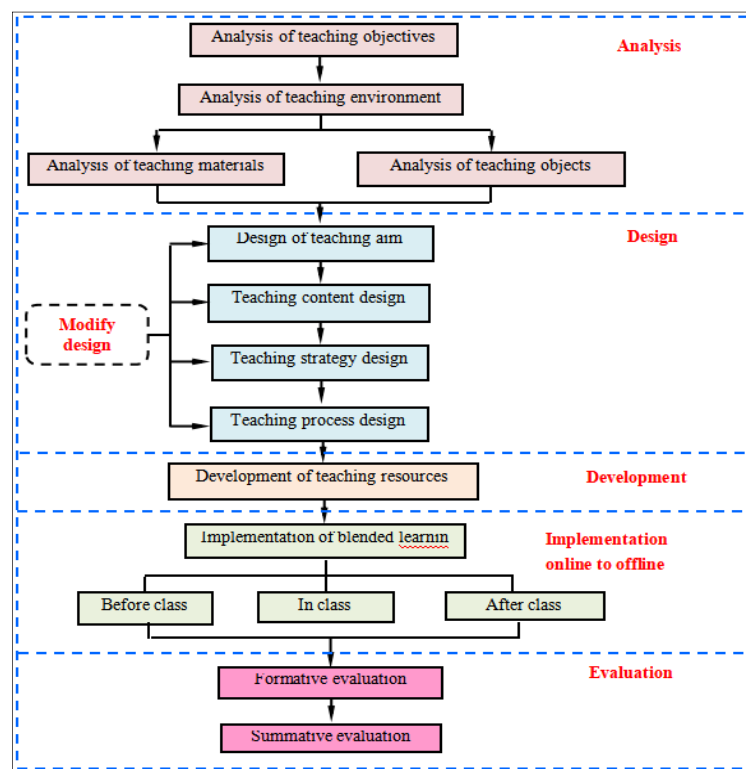 Analysis of teaching objectives
Analysis
Analysis of teaching environment
Analysis of teaching materials
Analysis of teaching objects
Design of teaching aim
Design
Teaching content design
Modify
design
Teaching strategy design
Teaching process design
Development of teaching resources
Development
Implementation of blended learnin
Implementation
online to offline
Before class
In class
After class
Evaluation
Formative evaluation
Summative evaluation